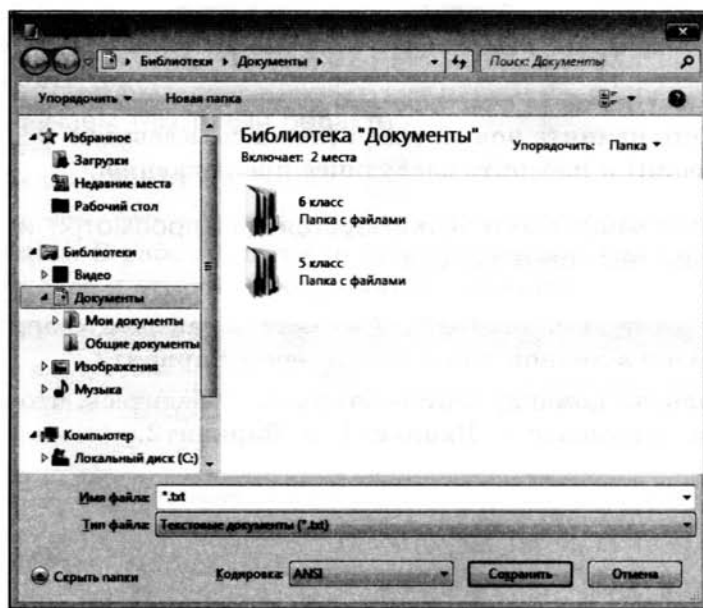 Библиотеки Документы
Поиск: Документы
Упорядочить Новая папка
Избранное
Загрузки
Недавние места
Рабочий стол
Библиотеки
Видео
Документы
Мои документы
Общие документы
Изображения
Музыка
Компьютер
Локальный диск (C:)
Библиотека "Документы"
Включает: 2 места
Упорядочить: Папка
6 класс
Папка с файлами
5 класс
Папка с файлами
Имя файла: *.txt
Тип файла: Текстовые документы (*.txt)
Скрыть папки
Кодировка: ANSI
Сохранить
Отмена